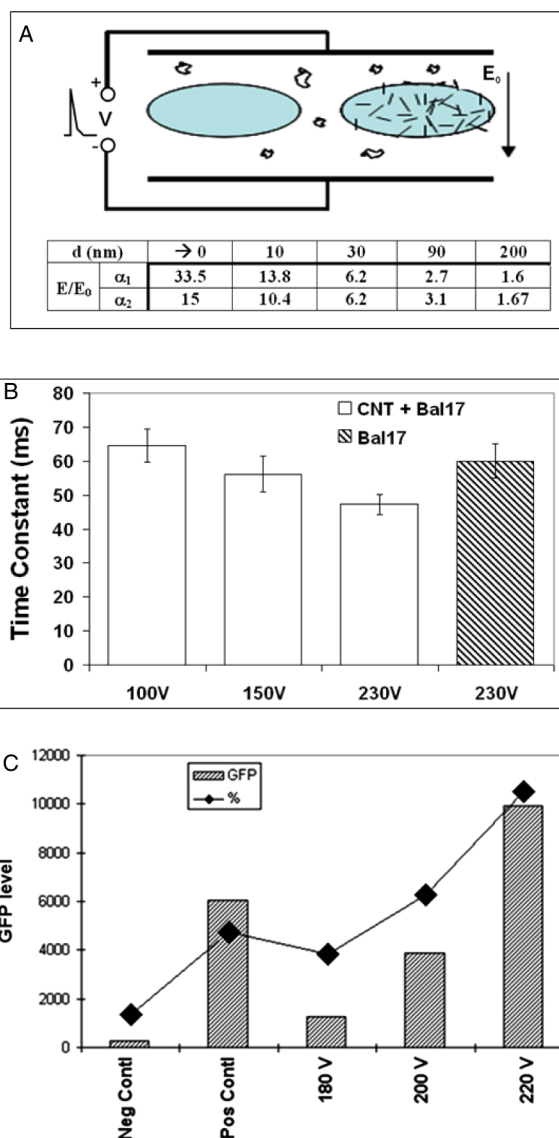 A
+
V
-
E₀
d (nm) → 0 10 30 90 200
E/E₀ α₁ 33.5 13.8 6.2 2.7 1.6
α₂ 15 10.4 6.2 3.1 1.67
B
Time Constant (ms)
80
70
60
50
40
30
20
10
0
CNT + Bal17
Bal17
100V 150V 230V 230V
C
GFP level
12000
10000
8000
6000
4000
2000
0
GFP
%
Neg Contl
Pos Contl
180 V
200 V
220 V